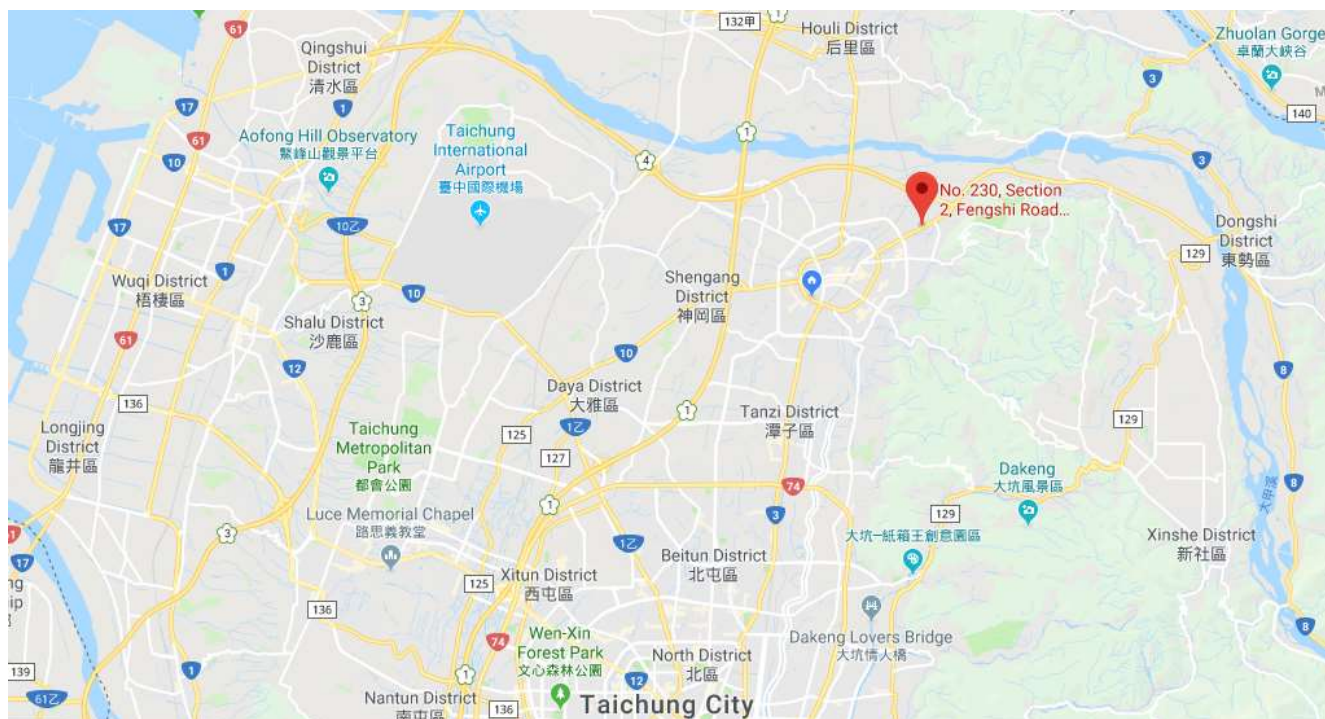 61
132甲
1
Houli District
后里區
Zhuolan Gorge
卓蘭大峽谷
Qingshui
District
清水區
3
140
17
1
61
Aofong Hill Observatory
鰲峰山觀景平台
10
Taichung
International
Airport
臺中國際機場
4
1
3
No. 230, Section
2, Fengshi Road...
17
10乙
Dongshi
District
東勢區
129
Wuqi District
梧棲區
1
10
3
Shengang
District
神岡區
Shalu District
沙鹿區
61
12
10
8
136
Daya District
大雅區
1
Tanzi District
潭子區
129
Longjing
District
龍井區
Taichung
Metropolitan
Park
都會公園
125
1乙
127
74
Dakeng
大坑風景區
8
大甲溪
Luce Memorial Chapel
路思義教堂
1
3
129
大坑—紙箱王創意園區
Xinshe District
新社區
3
1乙
Beitun District
北屯區
17
Xitun District
西屯區
125
136
Dakeng Lovers Bridge
大坑情人橋
8
74
Wen-Xin
Forest Park
文心森林公園
North District
北區
139
1
1
12
61乙
Nantun District
南屯區
136
Taichung City